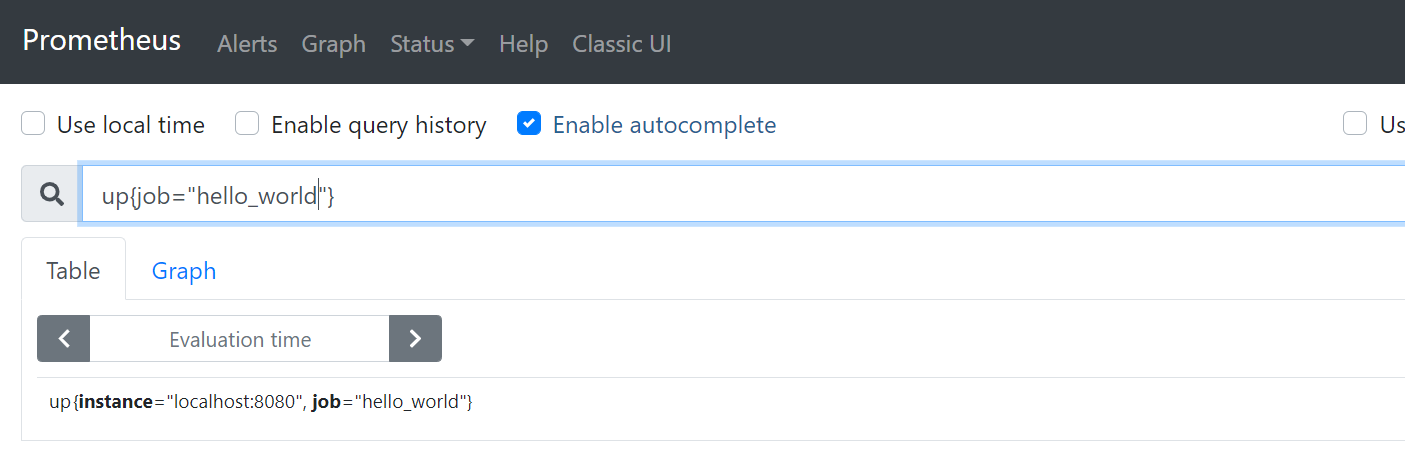 Prometheus Alerts Graph Status Help Classic UI
Use local time Enable query history Enable autocomplete Us
up{job="hello_world"}
Table Graph
Evaluation time
up{instance="localhost:8080", job="hello_world"}